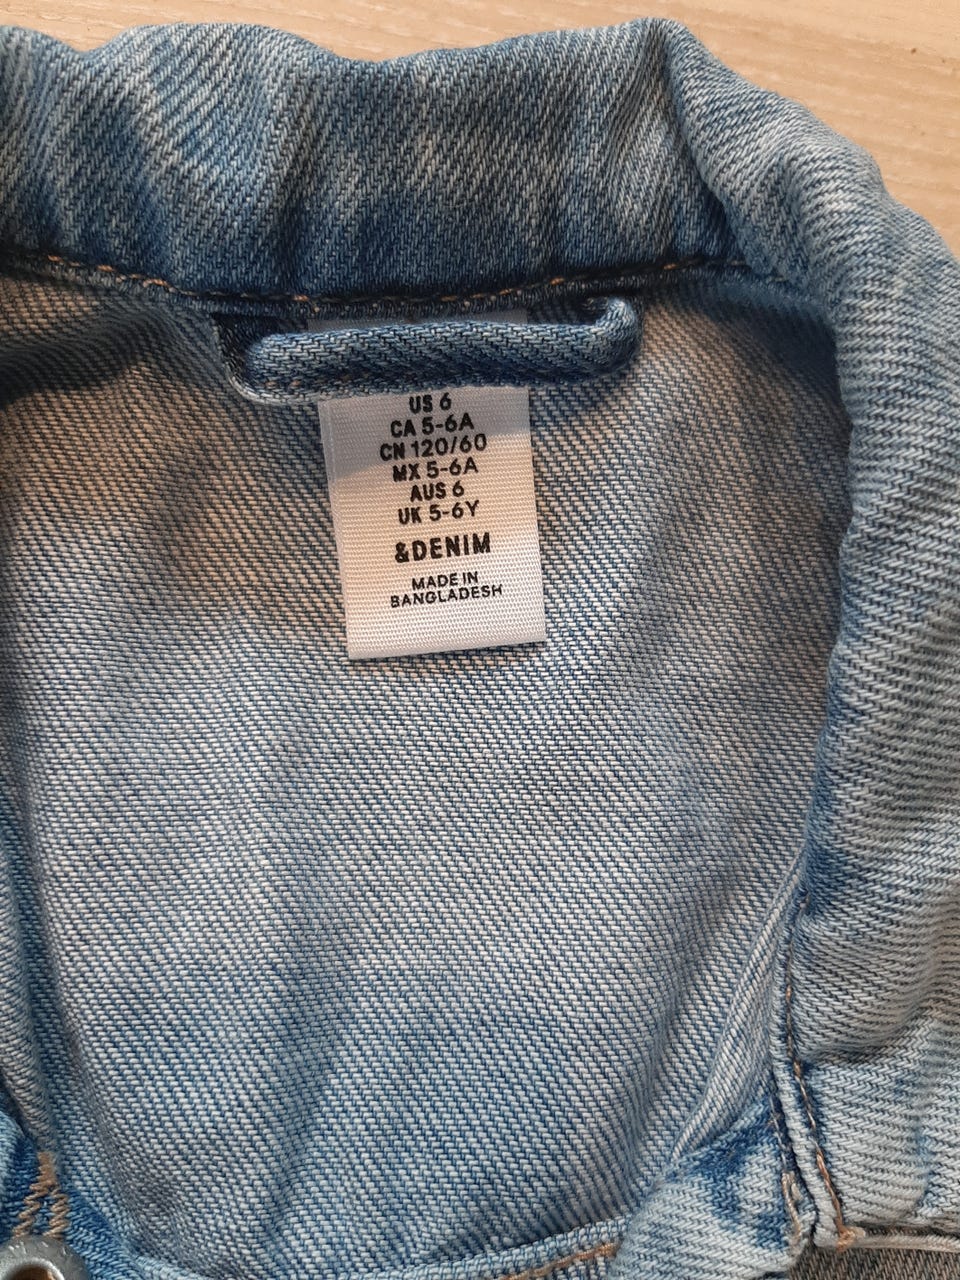 US 6
CA 5-6A
CN 120/60
MX 5-6A
AUS 6
UK 5-6Y
&DENIM
MADE IN
BANGLADESH